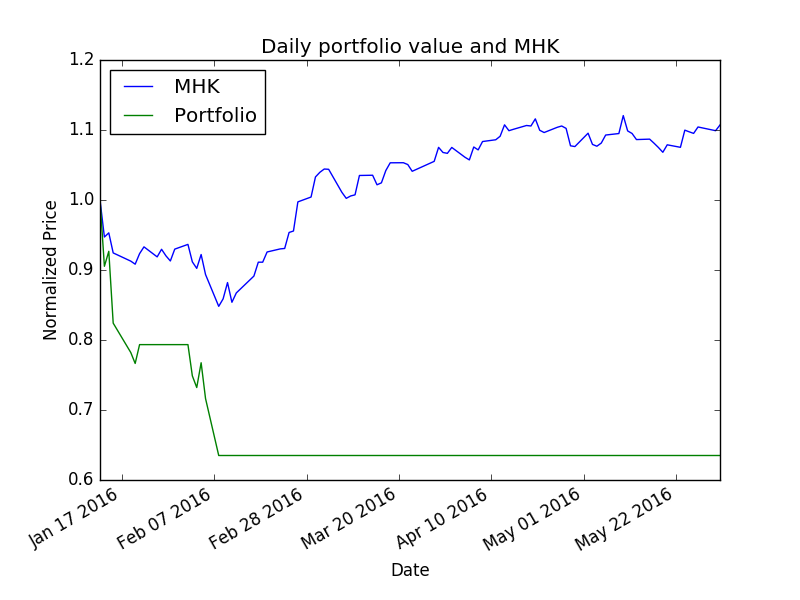 Daily portfolio value and MHK
MHK
Portfolio
1.2
1.1
1.0
0.9
0.8
0.7
0.6
Normalized Price
Jan 17 2016
Feb 07 2016
Feb 28 2016
Mar 20 2016
Apr 10 2016
May 01 2016
May 22 2016
Date